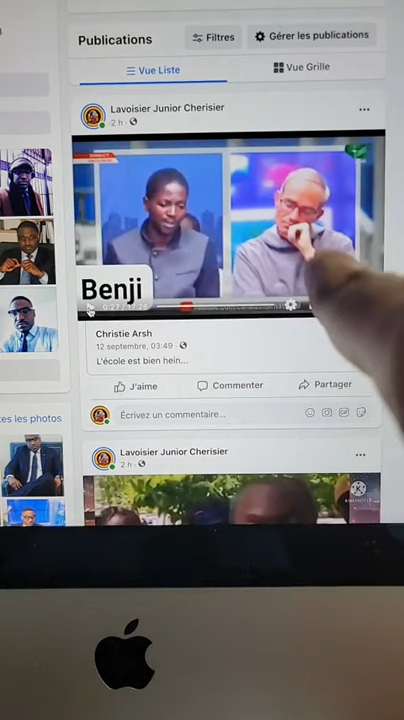 Publications
Filtres
Gérer les publications
Vue Liste
Vue Grille
Lavoisier Junior Cherisier
2 h
Benji
Christie Arsh
12 septembre, 03:49
L'école est bien hein...
J'aime
Commenter
Partager
Écrivez un commentaire...
es les photos
Lavoisier Junior Cherisier
2 h